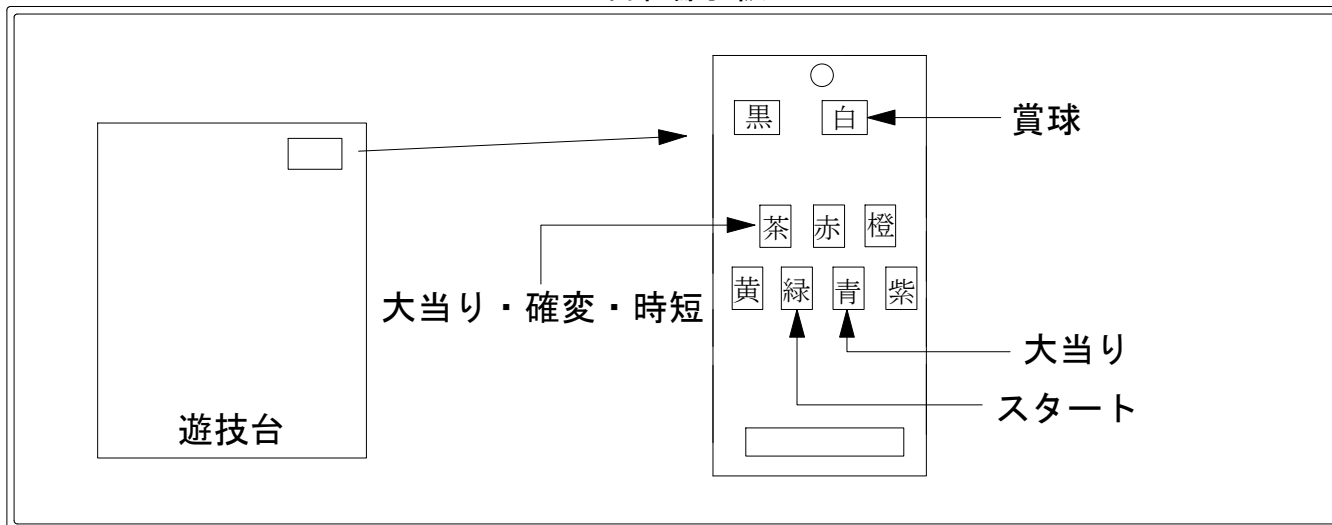 黒 白 賞球
茶 赤 橙
大当り・確変・時短
黄 緑 青 紫
大当り
スタート
遊技台